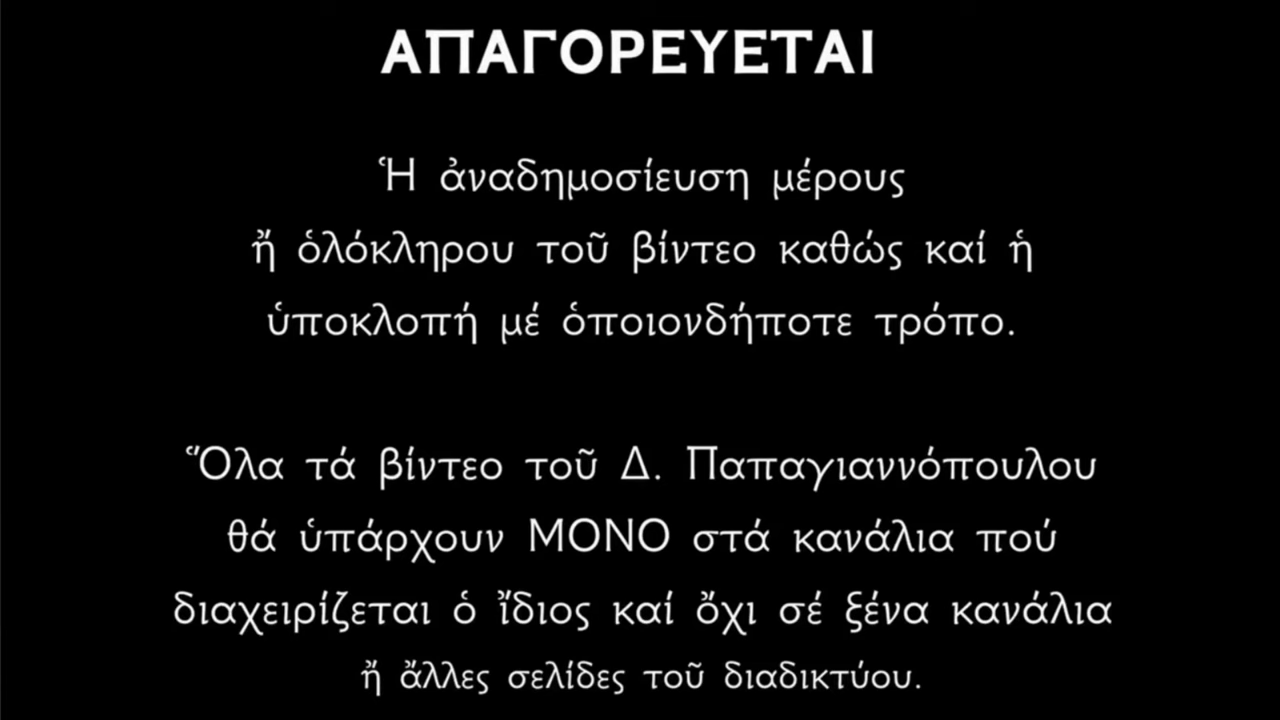 ΑΠΑΓΟΡΕΥΕΤΑΙ
Ἡ ἀναδημοσίευση μέρους
ἤ ὁλόκληρου τοῦ βίντεο καθώς καί ἡ
ὑποκλοπή μέ ὁποιονδήποτε τρόπο.
Ὅλα τά βίντεο τοῦ Δ. Παπαγιαννόπουλου
θά ὑπάρχουν ΜΟΝΟ στά κανάλια πού
διαχειρίζεται ὁ ἴδιος καί ὄχι σέ ξένα κανάλια
ἤ ἄλλες σελίδες τοῦ διαδικτύου.